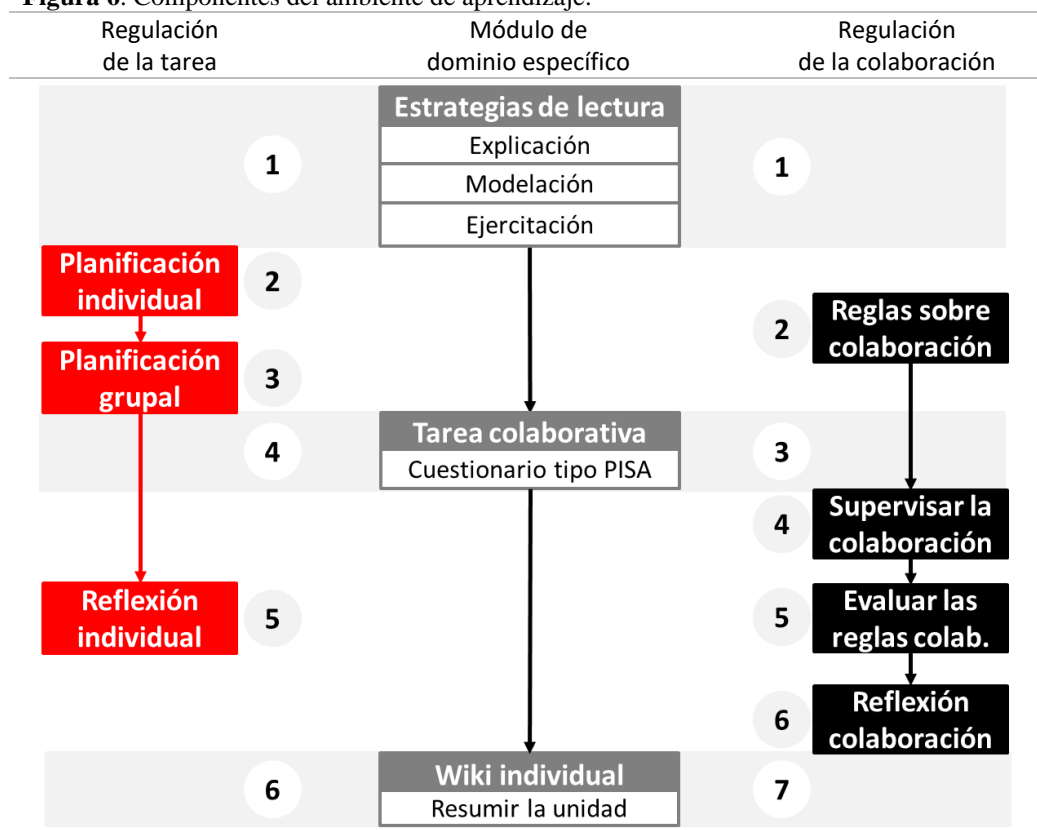 Figura 6. Componentes del ambiente de aprendizaje.
Regulación
de la tarea
Módulo de
dominio específico
Regulación
de la colaboración
Estrategias de lectura
Explicación
Modelación
Ejercitación
1
1
Planificación
individual
2
Reglas sobre
colaboración
2
Planificación
grupal
3
4
Tarea colaborativa
Cuestionario tipo PISA
3
4
Supervisar la
colaboración
Reflexión
individual
5
5
Evaluar las
reglas colab.
6
Reflexión
colaboración
6
Wiki individual
Resumir la unidad
7